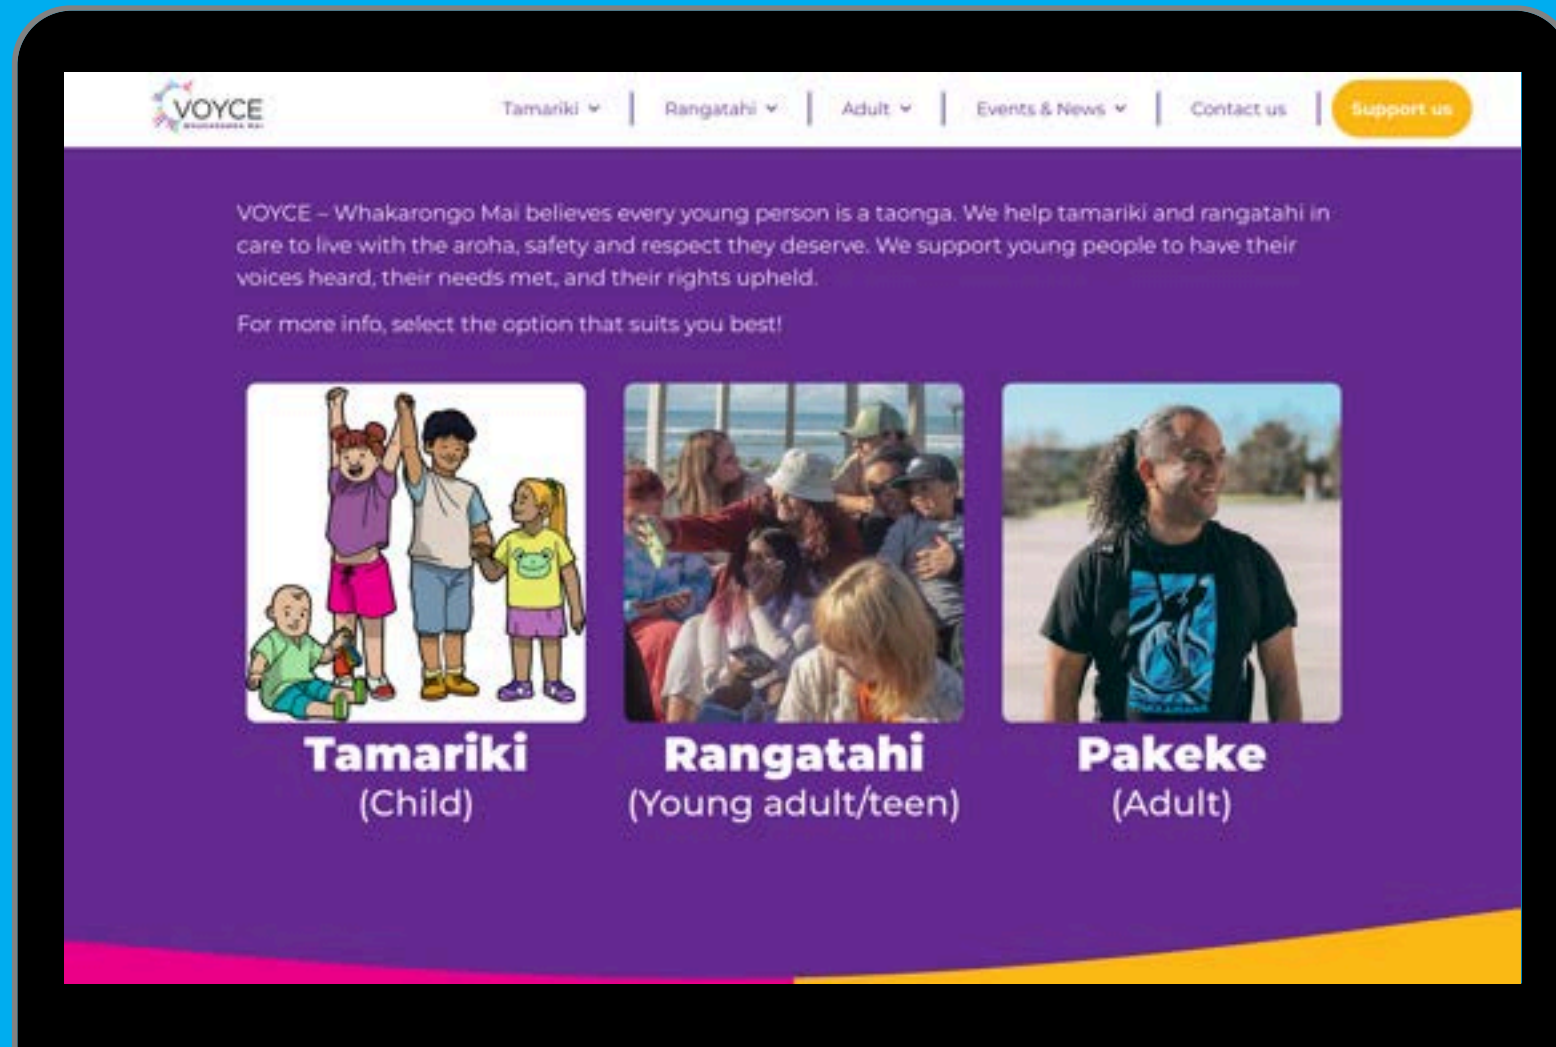 VOYCE
WHAKARONGO MAI
Tamariki
Rangatahi
Adult
Events & News
Contact us
Support us
VOYCE – Whakarongo Mai believes every young person is a taonga. We help tamariki and rangatahi in
care to live with the aroha, safety and respect they deserve. We support young people to have their
voices heard, their needs met, and their rights upheld.
For more info, select the option that suits you best!
Tamariki
(Child)
Rangatahi
(Young adult/teen)
Pakeke
(Adult)